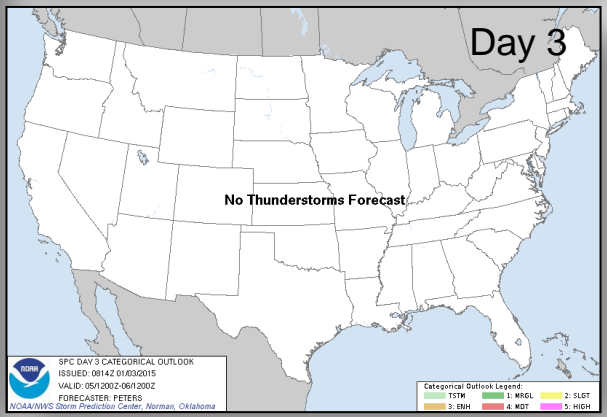 Day 3
No Thunderstorms Forecast
NOAA
SPC DAY 3 CATEGORICAL OUTLOOK
ISSUED: 0814Z 01/03/2015
VALID: 05/1200Z-06/1200Z
FORECASTER: PETERS
NOAA/NWS Storm Prediction Center, Norman, Oklahoma
Categorical Outlook Legend:
TSTM 1: MRGL 2: SLGT
3: ENH 4: MDT 5: HIGH